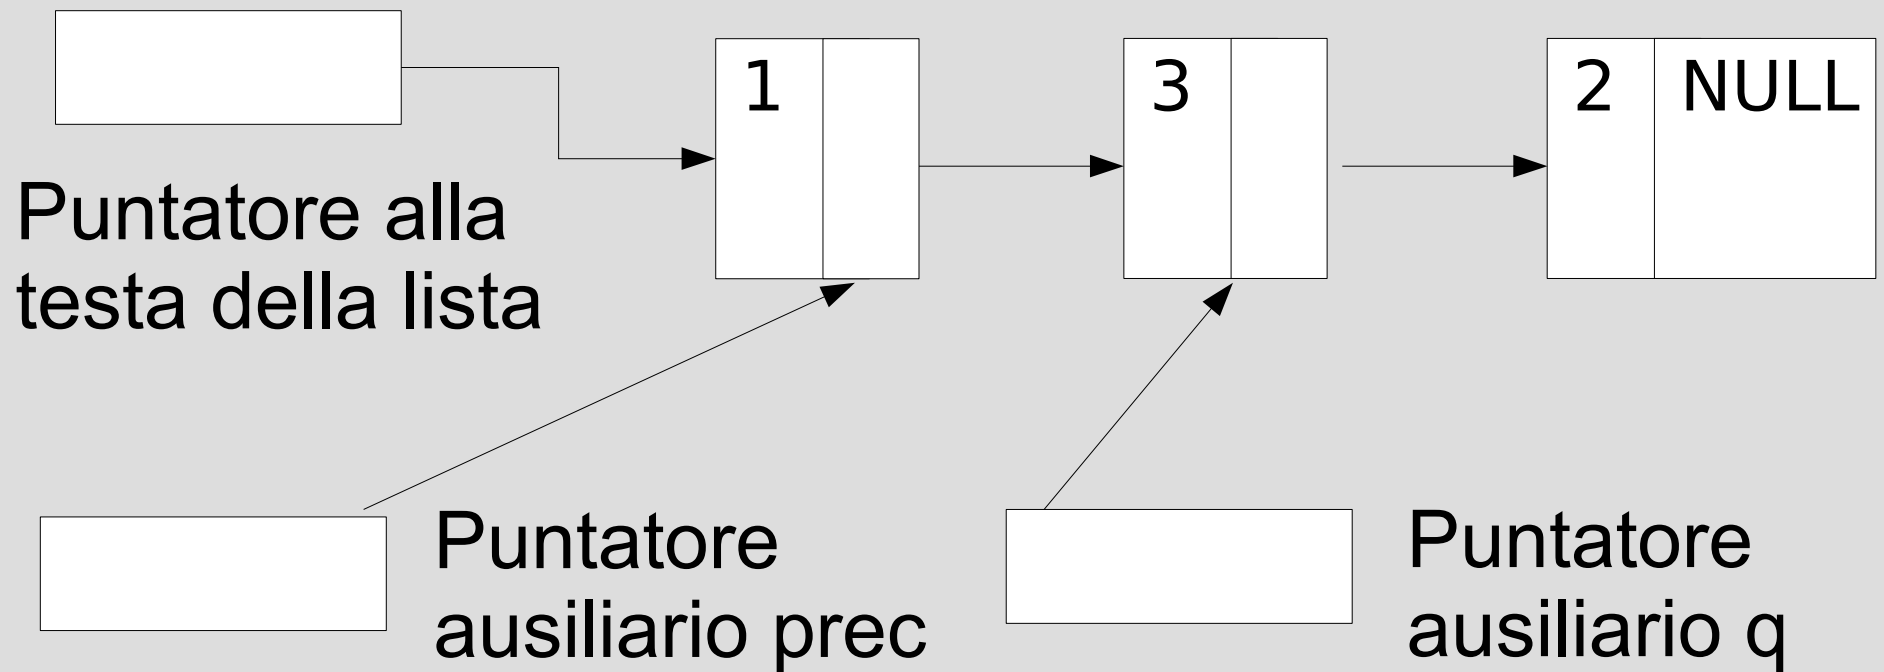 1
3
2 NULL
Puntatore alla
testa della lista
Puntatore
ausiliario prec
Puntatore
ausiliario q